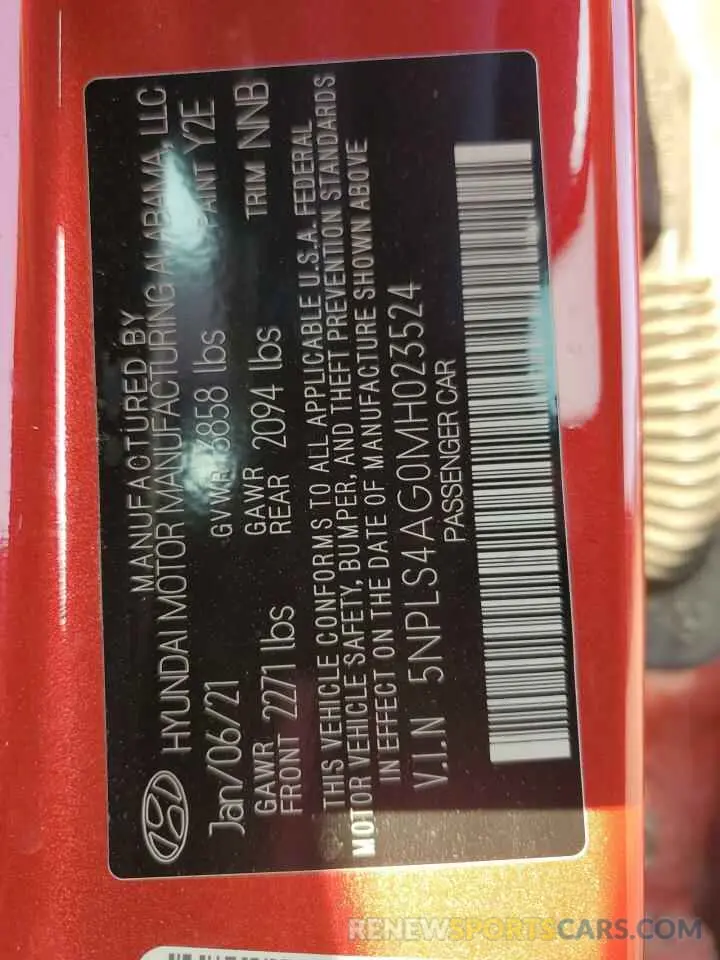 MANUFACTURED BY
HYUNDAI MOTOR MANUFACTURING ALABAMA, LLC
Jan/06/21 GVWR 3858 lbs PAINT Y2E
GAWR GAWR
FRONT 2271 lbs REAR 2094 lbs TRIM NNB
THIS VEHICLE CONFORMS TO ALL APPLICABLE U.S.A. FEDERAL
MOTOR VEHICLE SAFETY, BUMPER, AND THEFT PREVENTION STANDARDS
IN EFFECT ON THE DATE OF MANUFACTURE SHOWN ABOVE
V.I.N 5NPLS4AG0MH023524
PASSENGER CAR
RENEWSPORTSCARS.COM